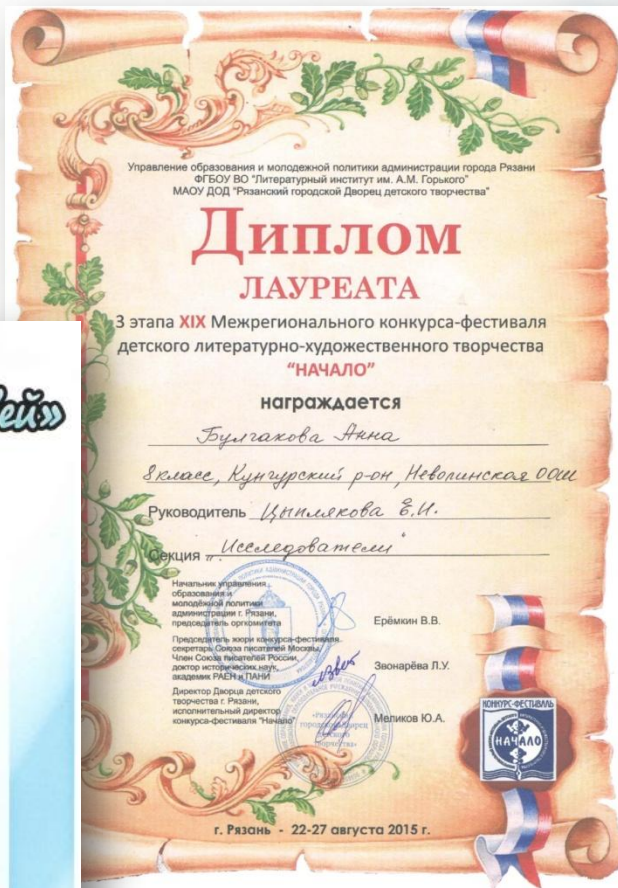 Управление образования и молодежной политики администрации города Рязани
ФГБОУ ВО "Литературный институт им. А.М. Горького"
МАОУ ДОД "Рязанский городской Дворец детского творчества"
Диплом
ЛАУРЕАТА
3 этапа XIX Межрегионального конкурса-фестиваля
детского литературно-художественного творчества
"НАЧАЛО"
награждается
Булгакова Анна
8 класс, Кунгурский р-он, Неволинская ООШ
Руководитель Цыплякова Е.И.
Секция "Исследователи"
Начальник управления
образования и
молодёжной политики
администрации г. Рязани,
председатель оргкомитета
Ерёмкин В.В.
Председатель жюри конкурса-фестиваля,
секретарь Союза писателей Москвы,
Член Союза писателей России,
доктор исторических наук,
академик РАЕН и ПАНИ
Звонарёва Л.У.
Директор Дворца детского
творчества г. Рязани,
исполнительный директор
конкурса-фестиваля "Начало"
Меликов Ю.А.
КОНКУРС-ФЕСТИВАЛЬ
НАЧАЛО
г. Рязань - 22-27 августа 2015 г.